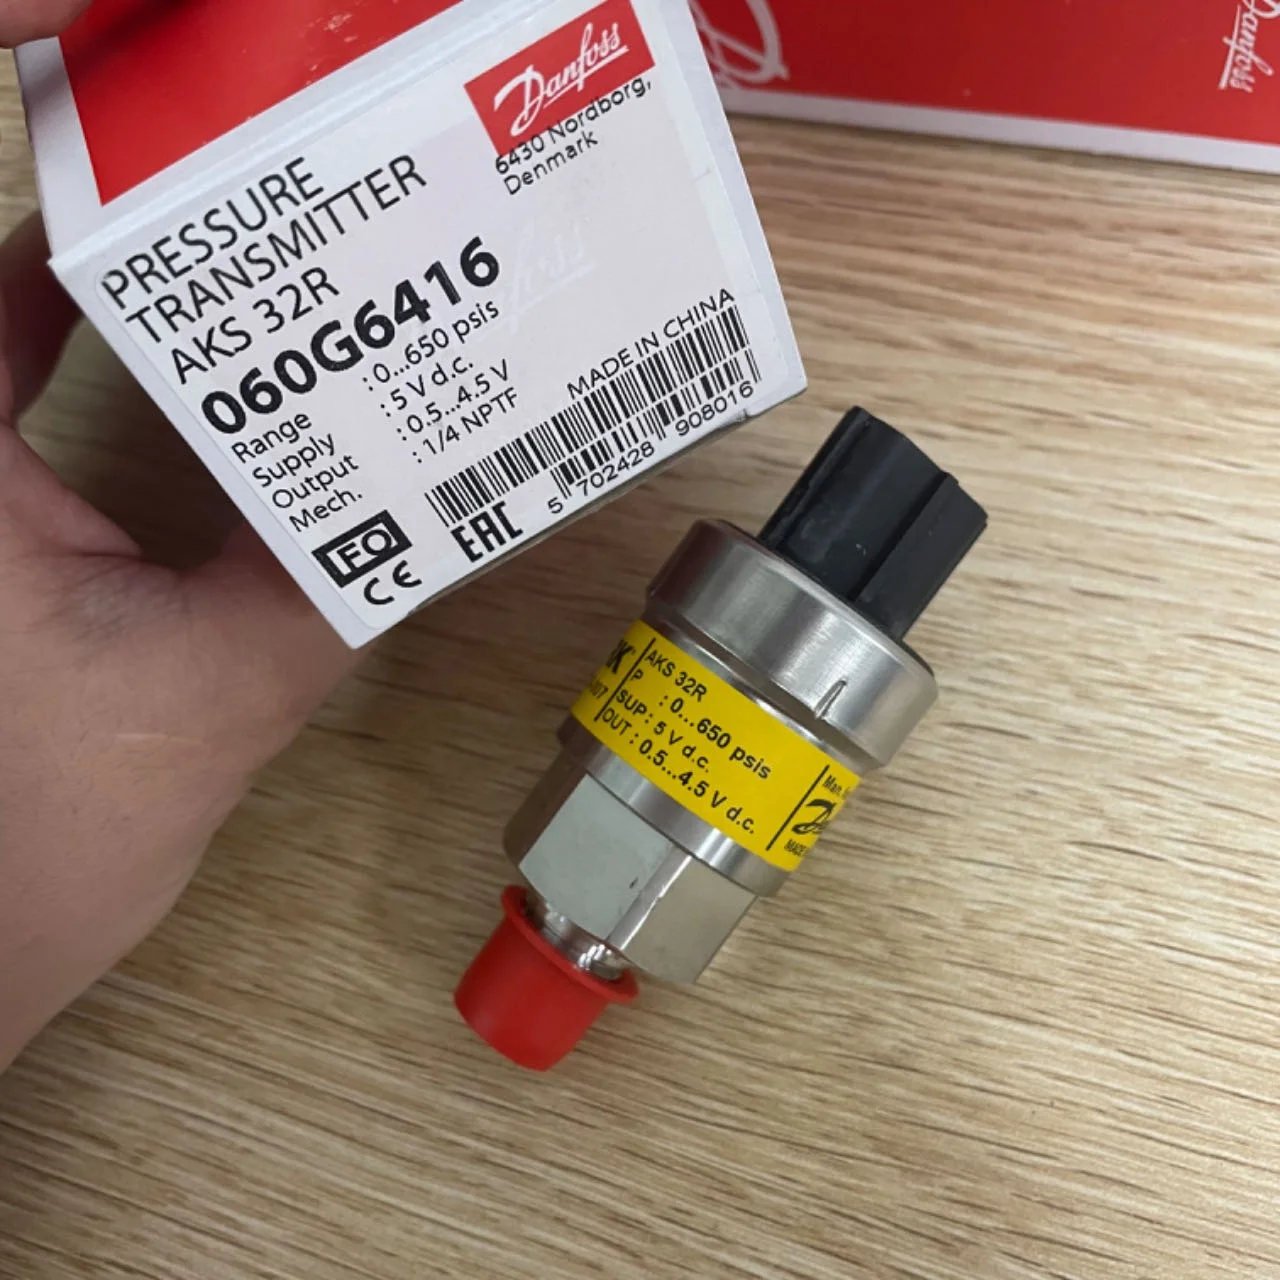 Danfoss
6430 Nordborg,
Denmark
PRESSURE
TRANSMITTER
AKS 32R
060G6416
Range : 0...650 psis
Supply : 5 V d.c.
Output : 0.5...4.5 V
Mech. : 1/4 NPTF
MADE IN CHINA
5 702428 908016
EAC
EQ
CE
Danfoss
AKS 32R
P : 0...650 psis
SUP : 5 V d.c.
OUT : 0.5...4.5 V d.c.
Man.